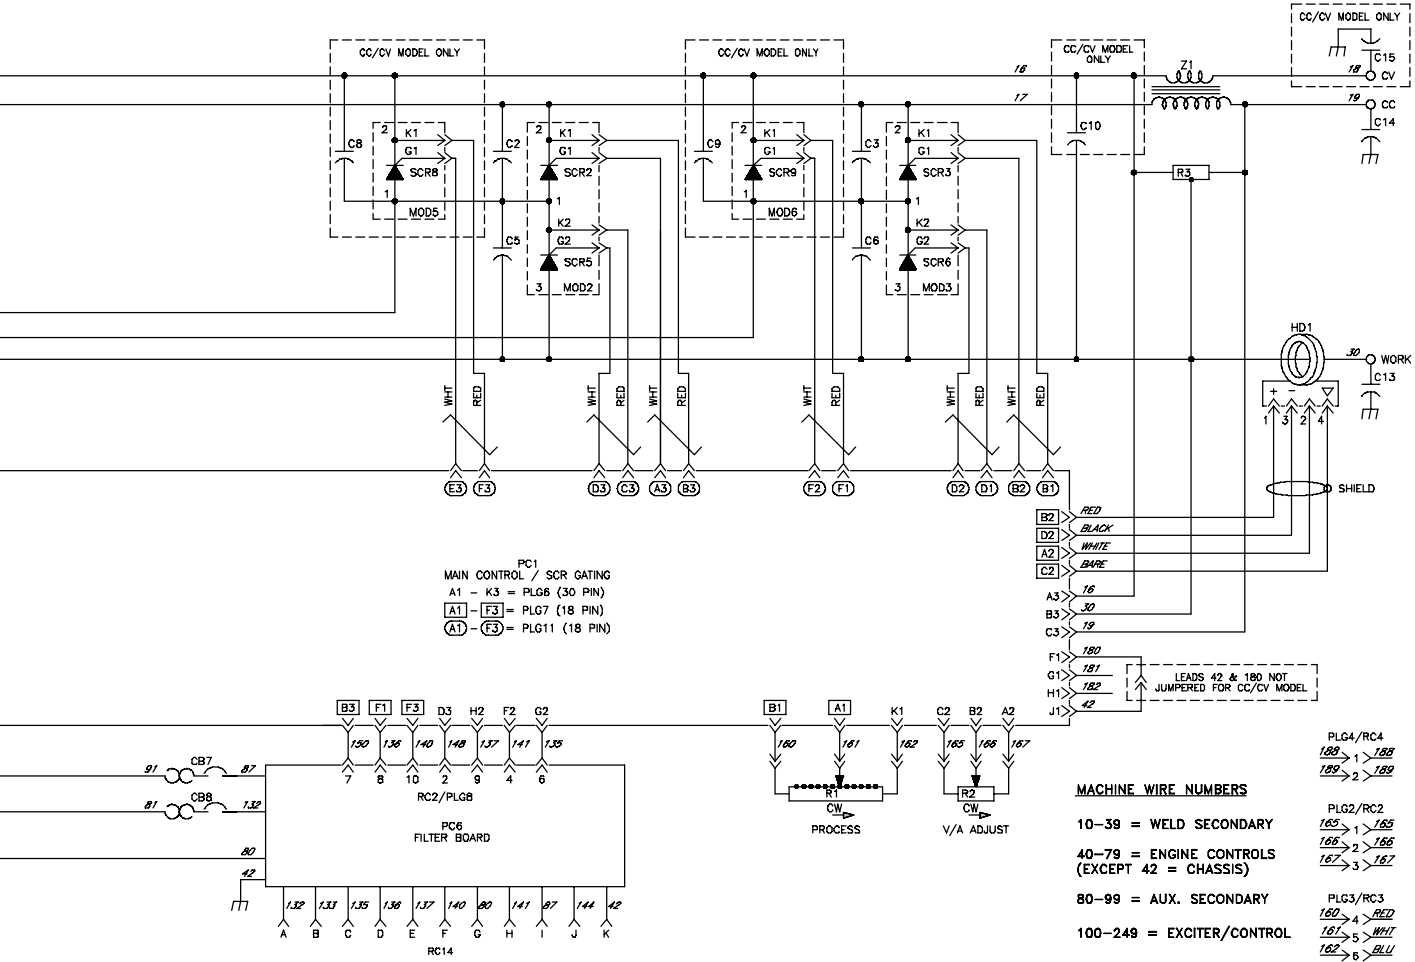 CC/CV MODEL ONLY
C15
18 CV
19 CC
C14
CC/CV MODEL ONLY
CC/CV MODEL ONLY
CC/CV MODEL
ONLY
16
17
Z1
C10
R3
C8
2 K1
G1
SCR8
1
MOD5
C2
C5
2 K1
G1
SCR2
1
K2
G2
SCR5
3 MOD2
C9
2 K1
G1
SCR9
1
MOD6
C3
C6
2 K1
G1
SCR3
1
K2
G2
SCR6
3 MOD3
HD1
30 WORK
C13
+ −
1 3 2 4
SHIELD
WHT RED WHT RED WHT RED WHT RED WHT RED WHT RED
E3 F3 D3 C3 A3 B3 F2 F1 D2 D1 B2 B1
B2 RED
D2 BLACK
A2 WHITE
C2 BARE
A3 16
B3 30
C3 19
F1 180
G1 181
H1 182
J1 42
LEADS 42 & 180 NOT
JUMPERED FOR CC/CV MODEL
PC1
MAIN CONTROL / SCR GATING
A1 - K3 = PLG6 (30 PIN)
A1 - F3 = PLG7 (18 PIN)
A1 - F3 = PLG11 (18 PIN)
B3 F1 F3 D3 H2 F2 G2
150 136 140 148 137 141 135
7 8 10 2 9 4 6
RC2/PLG8
PC6
FILTER BOARD
91 CB7 87
81 CB8 132
80
42
132 133 135 136 137 140 80 141 87 144 42
A B C D E F G H I J K
RC14
B1 A1 K1
160 161 162
R1
CW
PROCESS
C2 B2 A2
165 166 167
R2
CW
V/A ADJUST
MACHINE WIRE NUMBERS
10-39 = WELD SECONDARY
40-79 = ENGINE CONTROLS
(EXCEPT 42 = CHASSIS)
80-99 = AUX. SECONDARY
100-249 = EXCITER/CONTROL
PLG4/RC4
188 1 188
189 2 189
PLG2/RC2
165 1 165
166 2 166
167 3 167
PLG3/RC3
160 4 RED
161 5 WHT
162 6 BLU